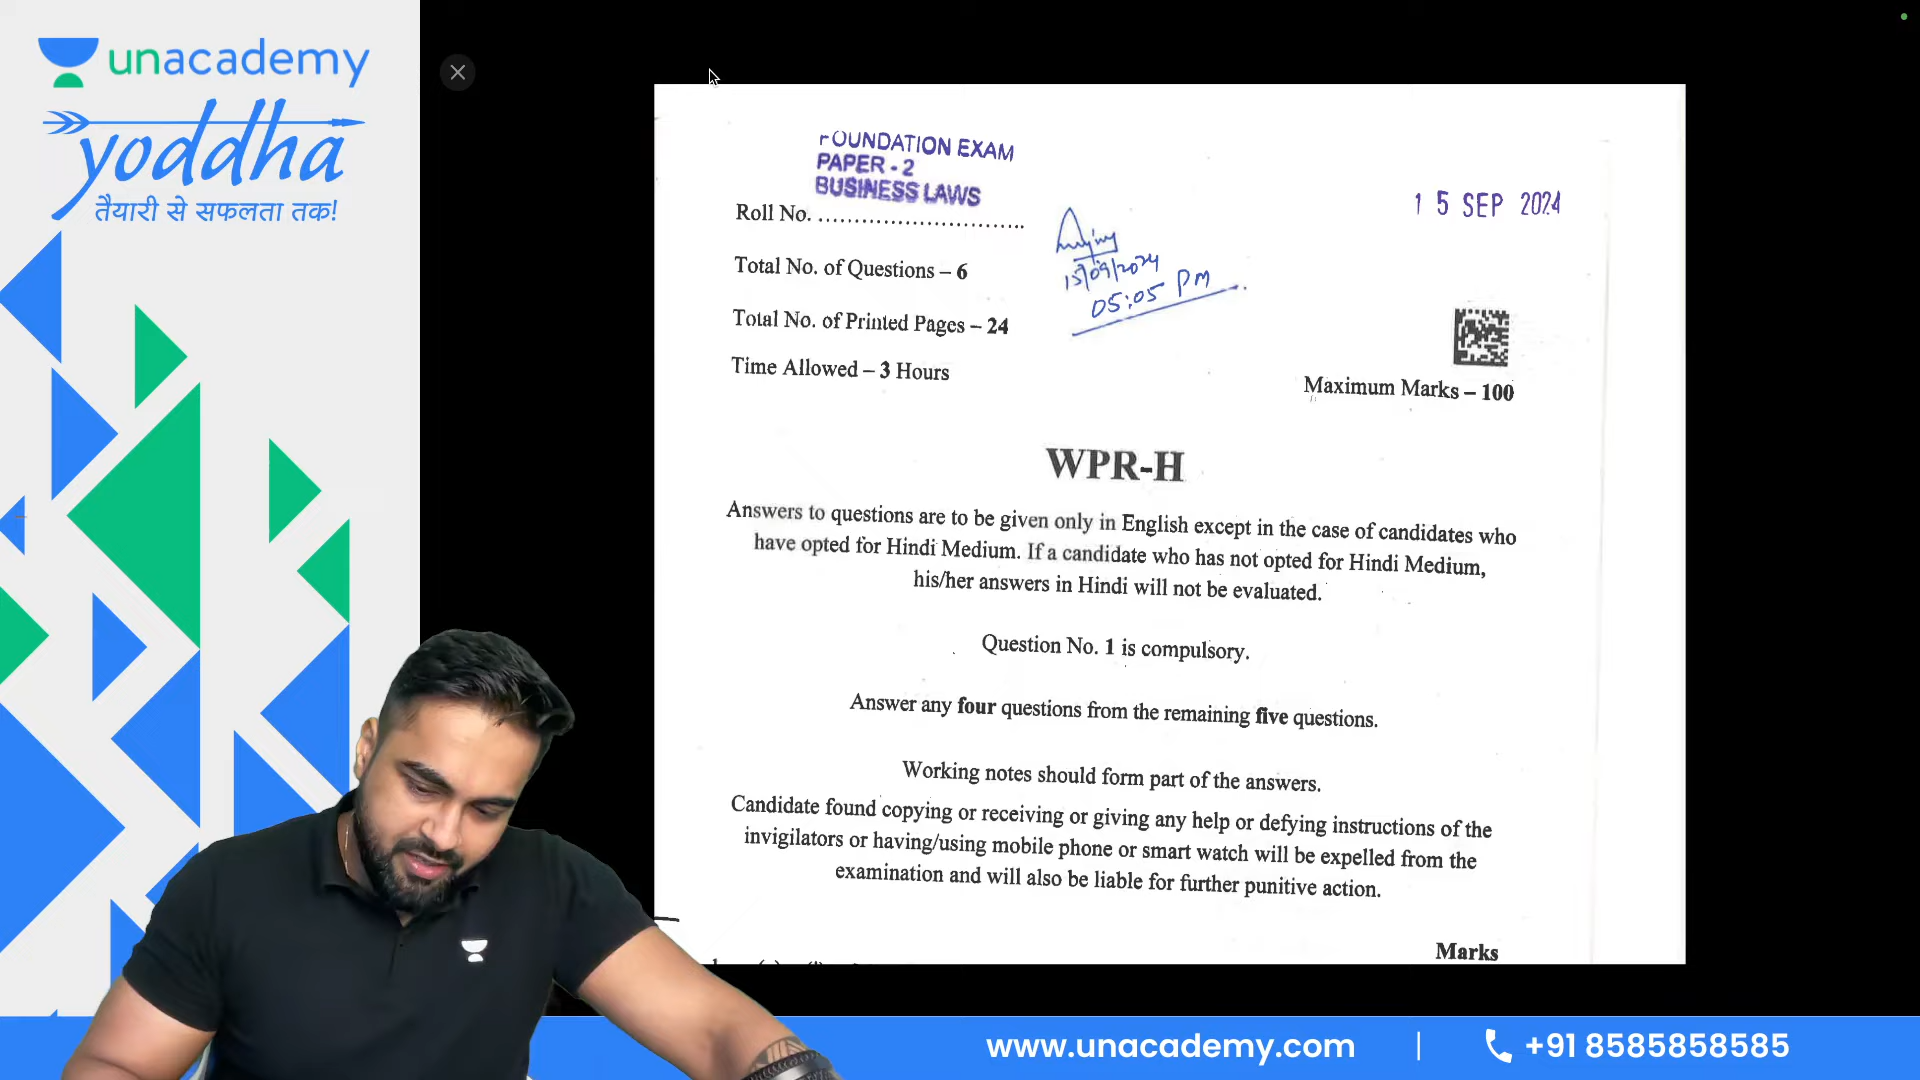 unacademy
yoddha
तैयारी से सफलता तक!
FOUNDATION EXAM
PAPER - 2
BUSINESS LAWS
15 SEP 2024
Roll No. ..............................
15/09/2024
05:05 PM
Total No. of Questions – 6
Total No. of Printed Pages – 24
Time Allowed – 3 Hours
Maximum Marks – 100
WPR-H
Answers to questions are to be given only in English except in the case of candidates who
have opted for Hindi Medium. If a candidate who has not opted for Hindi Medium,
his/her answers in Hindi will not be evaluated.
Question No. 1 is compulsory.
Answer any four questions from the remaining five questions.
Working notes should form part of the answers.
Candidate found copying or receiving or giving any help or defying instructions of the
invigilators or having/using mobile phone or smart watch will be expelled from the
examination and will also be liable for further punitive action.
Marks
www.unacademy.com | +91 8585858585